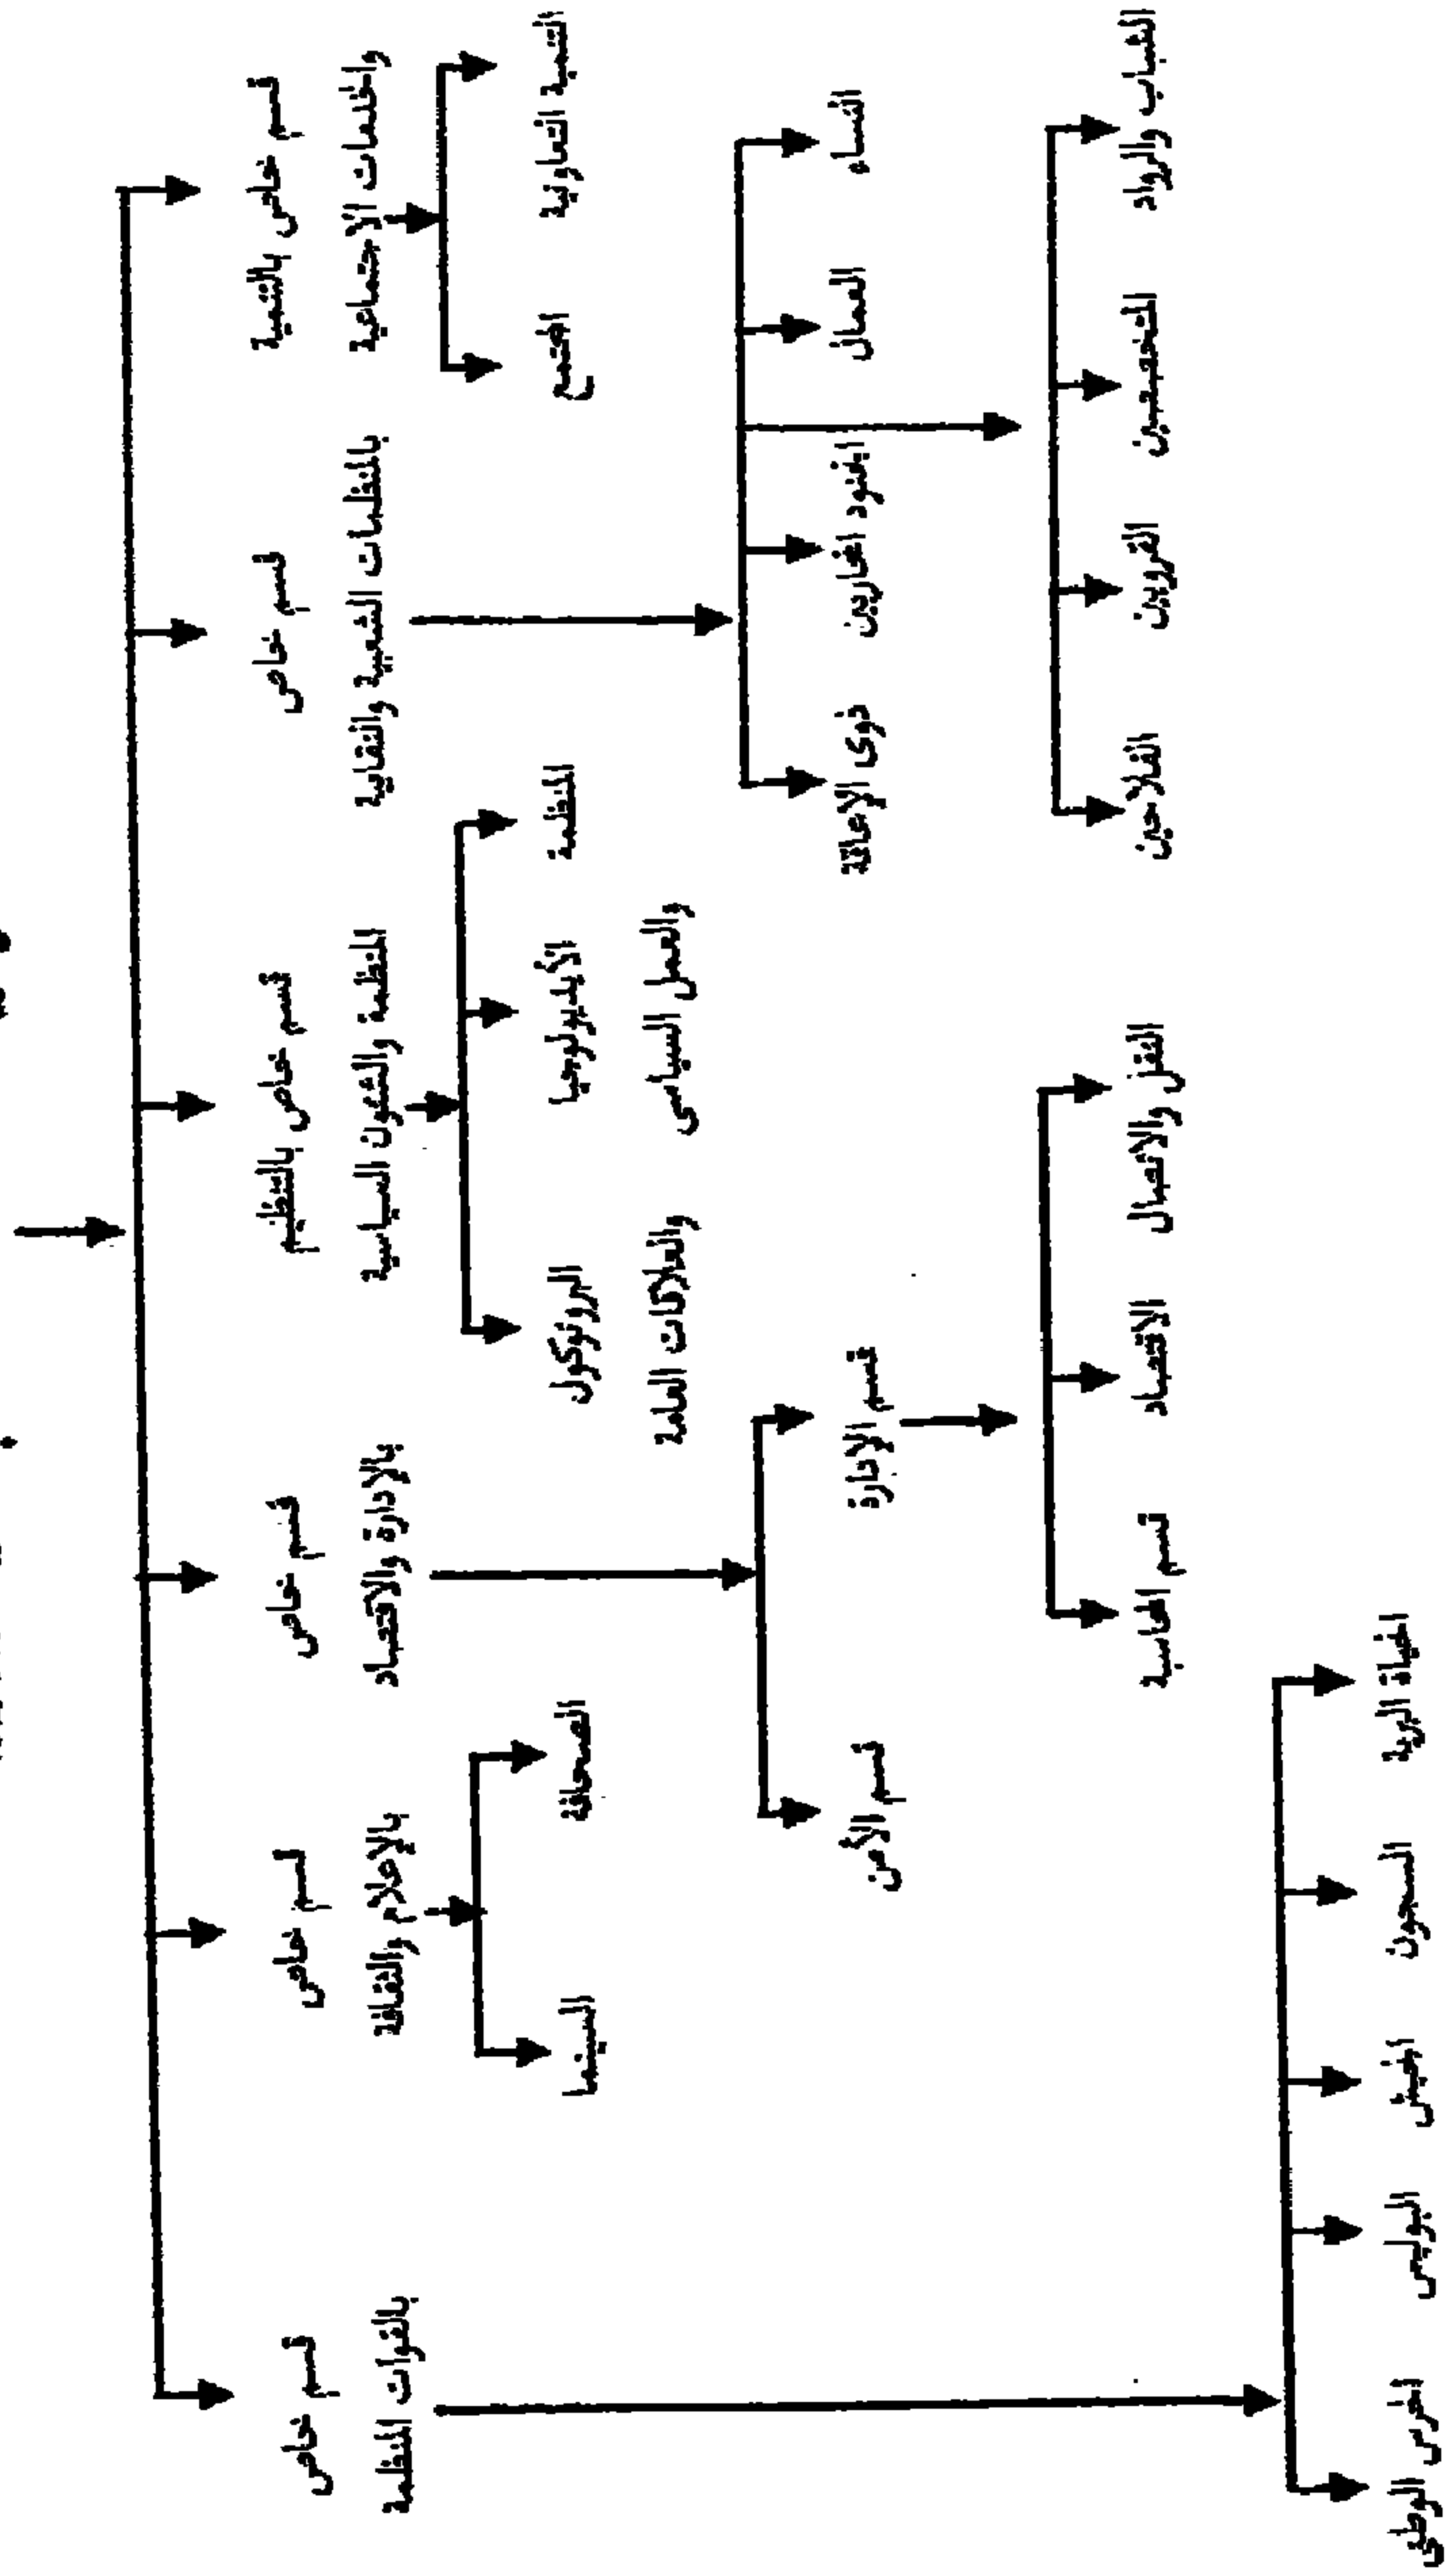 قسم خاص بالتنمية
والخدمات الاجتماعية
المجتمع
التنمية التعاونية
قسم خاص
بالمنظمات الشعبية والنقابية
النساء
العمال
الجنود المحاربين
ذوى الإعاقة
الشباب والرواد
المتخصصين
القرويين
الفلاحين
قسم خاص بالتنظيم
المنظمة والشئون السياسية
المنظمة
الأيديولوجيا
والعمل السياسى
البروتوكول
والعلاقات العامة
قسم خاص
بالإدارة والاقتصاد
قسم الإدارة
قسم الأمن
النقل والاتصال
الاقتصاد
قسم المحاسبة
قسم خاص
بالإعلام والثقافة
الصحافة
السينما
قسم خاص
بالقوات المنظمة
الحياة البرية
السجون
الجيش
البوليس
الحرس الوطنى